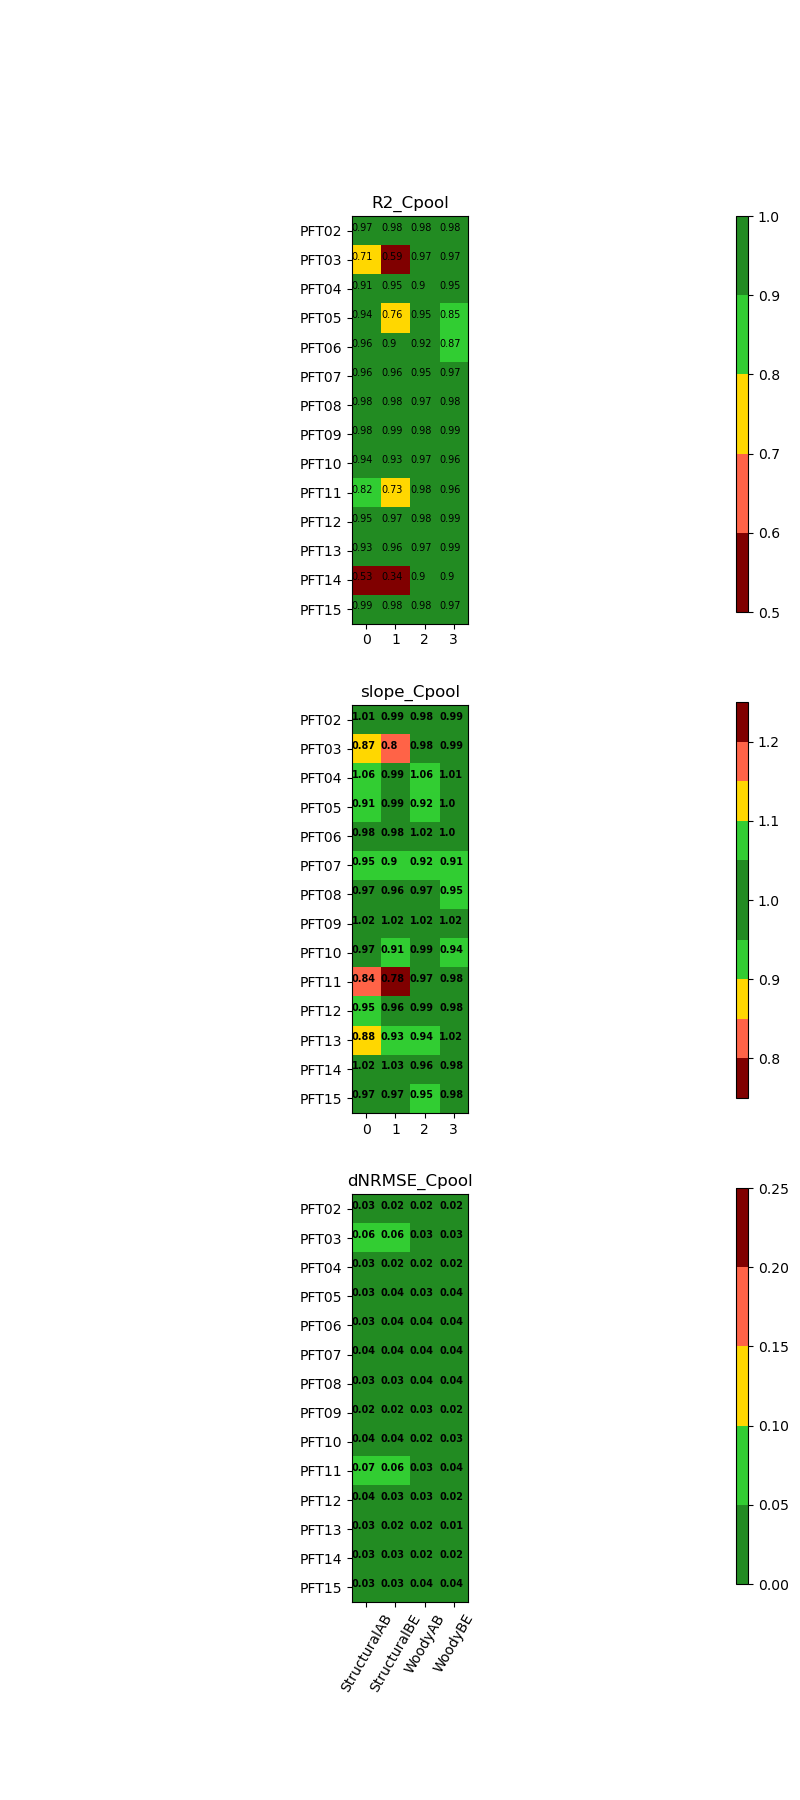 R2_Cpool
PFT02 0.97 0.98 0.98 0.98
PFT03 0.71 0.59 0.97 0.97
PFT04 0.91 0.95 0.9 0.95
PFT05 0.94 0.76 0.95 0.85
PFT06 0.96 0.9 0.92 0.87
PFT07 0.96 0.96 0.95 0.97
PFT08 0.98 0.98 0.97 0.98
PFT09 0.98 0.99 0.98 0.99
PFT10 0.94 0.93 0.97 0.96
PFT11 0.82 0.73 0.98 0.96
PFT12 0.95 0.97 0.98 0.99
PFT13 0.93 0.96 0.97 0.99
PFT14 0.53 0.34 0.9 0.9
PFT15 0.99 0.98 0.98 0.97
0 1 2 3
1.0
0.9
0.8
0.7
0.6
0.5
slope_Cpool
PFT02 1.01 0.99 0.98 0.99
PFT03 0.87 0.8 0.98 0.99
PFT04 1.06 0.99 1.06 1.01
PFT05 0.91 0.99 0.92 1.0
PFT06 0.98 0.98 1.02 1.0
PFT07 0.95 0.9 0.92 0.91
PFT08 0.97 0.96 0.97 0.95
PFT09 1.02 1.02 1.02 1.02
PFT10 0.97 0.91 0.99 0.94
PFT11 0.84 0.78 0.97 0.98
PFT12 0.95 0.96 0.99 0.98
PFT13 0.88 0.93 0.94 1.02
PFT14 1.02 1.03 0.96 0.98
PFT15 0.97 0.97 0.95 0.98
0 1 2 3
1.2
1.1
1.0
0.9
0.8
dNRMSE_Cpool
PFT02 0.03 0.02 0.02 0.02
PFT03 0.06 0.06 0.03 0.03
PFT04 0.03 0.02 0.02 0.02
PFT05 0.03 0.04 0.03 0.04
PFT06 0.03 0.04 0.04 0.04
PFT07 0.04 0.04 0.04 0.04
PFT08 0.03 0.03 0.04 0.04
PFT09 0.02 0.02 0.03 0.02
PFT10 0.04 0.04 0.02 0.03
PFT11 0.07 0.06 0.03 0.04
PFT12 0.04 0.03 0.03 0.02
PFT13 0.03 0.02 0.02 0.01
PFT14 0.03 0.03 0.02 0.02
PFT15 0.03 0.03 0.04 0.04
StructuralAB StructuralBE WoodyAB WoodyBE
0.25
0.20
0.15
0.10
0.05
0.00